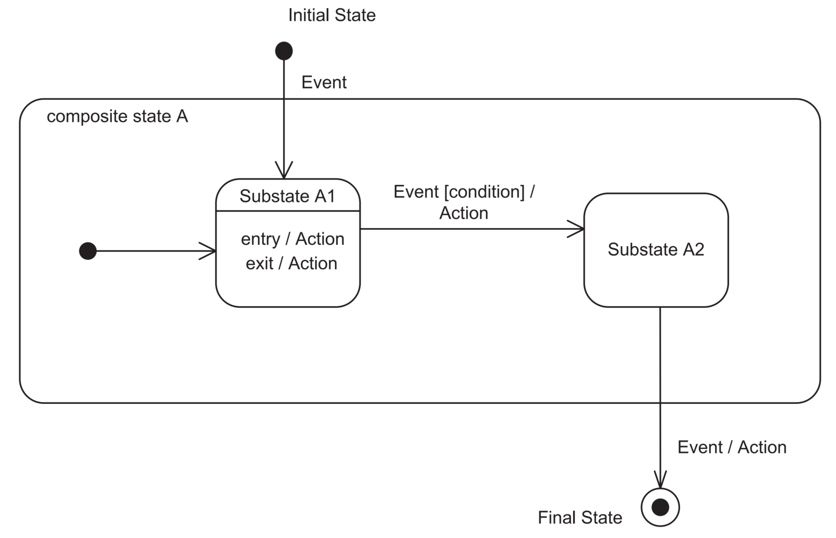 Initial State
Event
composite state A
Substate A1
entry / Action
exit / Action
Event [condition] /
Action
Substate A2
Event / Action
Final State